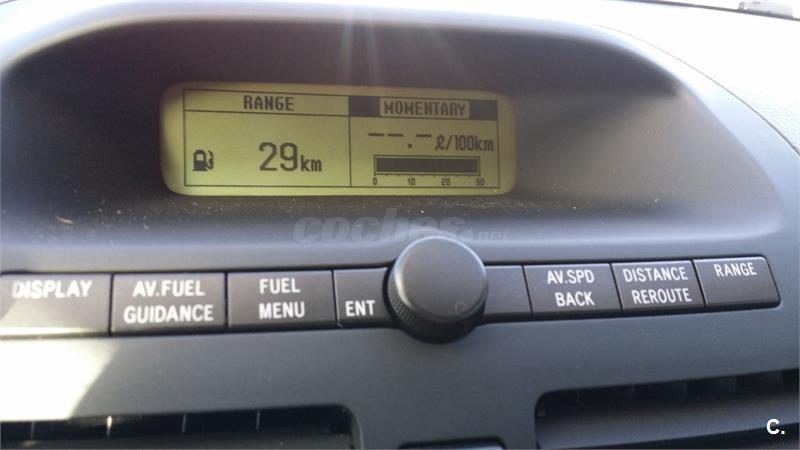 RANGE
MOMENTARY
29km
--.- ℓ/100km
0 10 20 30
coches.net
DISPLAY
AV.FUEL
GUIDANCE
FUEL
MENU
ENT
AV.SPD
BACK
DISTANCE
REROUTE
RANGE
C.